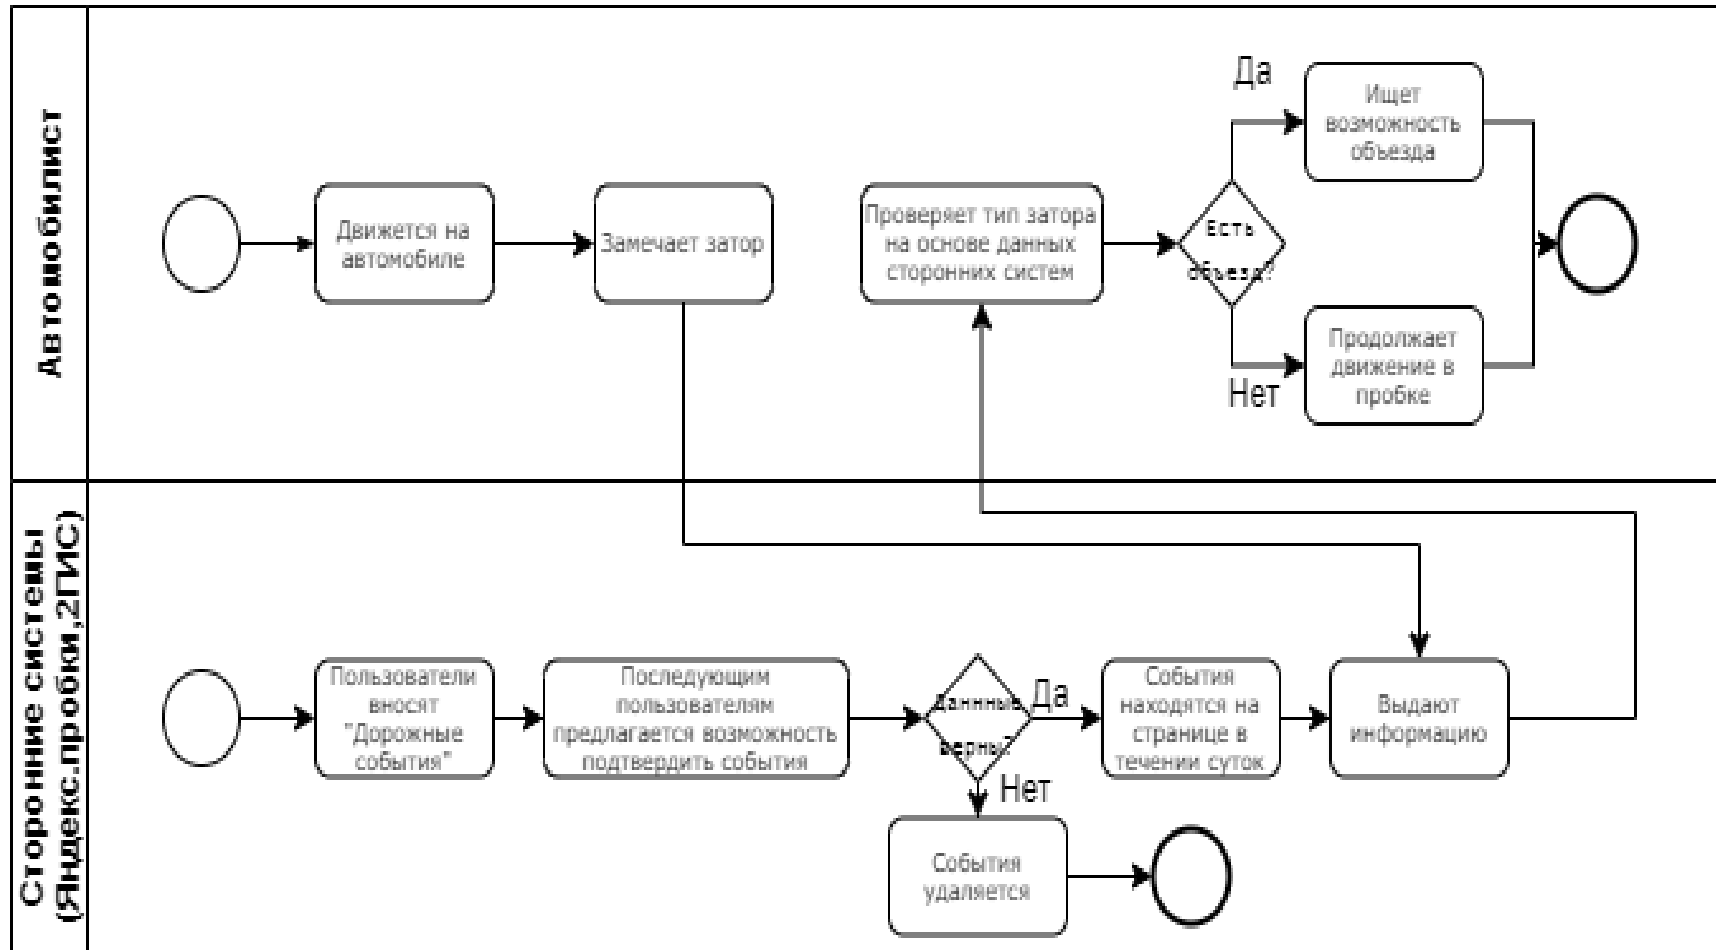 Автомобилист
Движется на
автомобиле
Замечает затор
Проверяет тип затора
на основе данных
сторонних систем
Есть
объезд?
Да
Ищет
возможность
объезда
Нет
Продолжает
движение в
пробке
Сторонние системы
(Яндекс.пробки,2ГИС)
Пользователи
вносят
"Дорожные
события"
Последующим
пользователям
предлагается возможность
подтвердить события
Даннные
верны?
Да
События
находятся на
странице в
течении суток
Выдают
информацию
Нет
События
удаляется